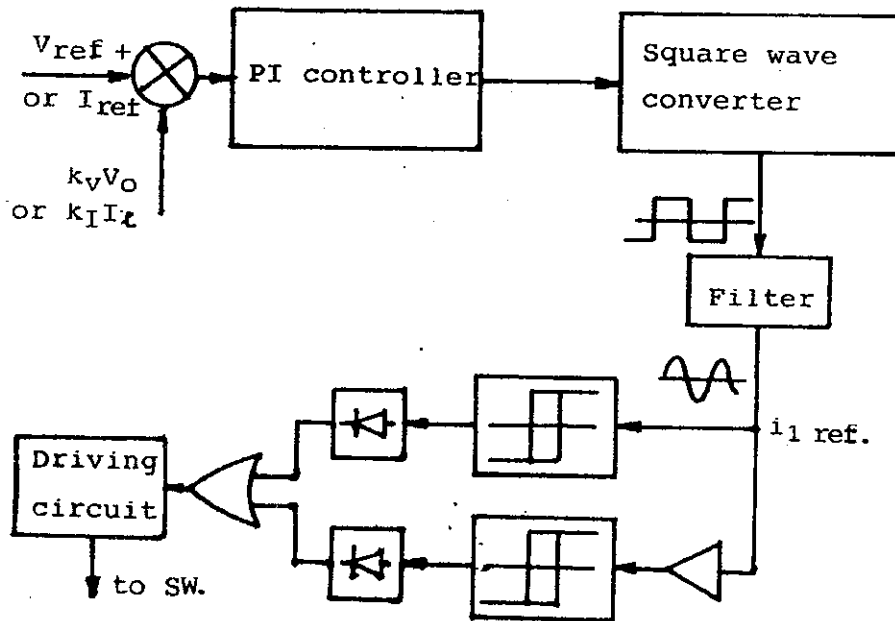 Vref +
or Iref
kvVo
or kIIℓ
PI controller
Square wave
converter
Filter
i1 ref.
Driving
circuit
to SW.